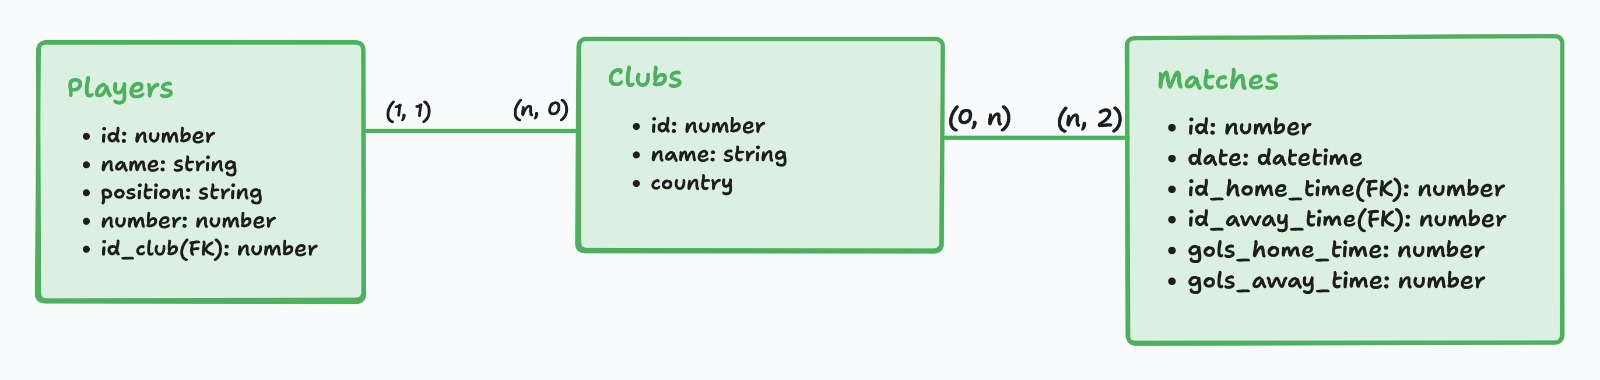 Players
• id: number
• name: string
• position: string
• number: number
• id_club(FK): number
(1, 1)
(n, 0)
Clubs
• id: number
• name: string
• country
(0, n)
(n, 2)
Matches
• id: number
• date: datetime
• id_home_time(FK): number
• id_away_time(FK): number
• gols_home_time: number
• gols_away_time: number